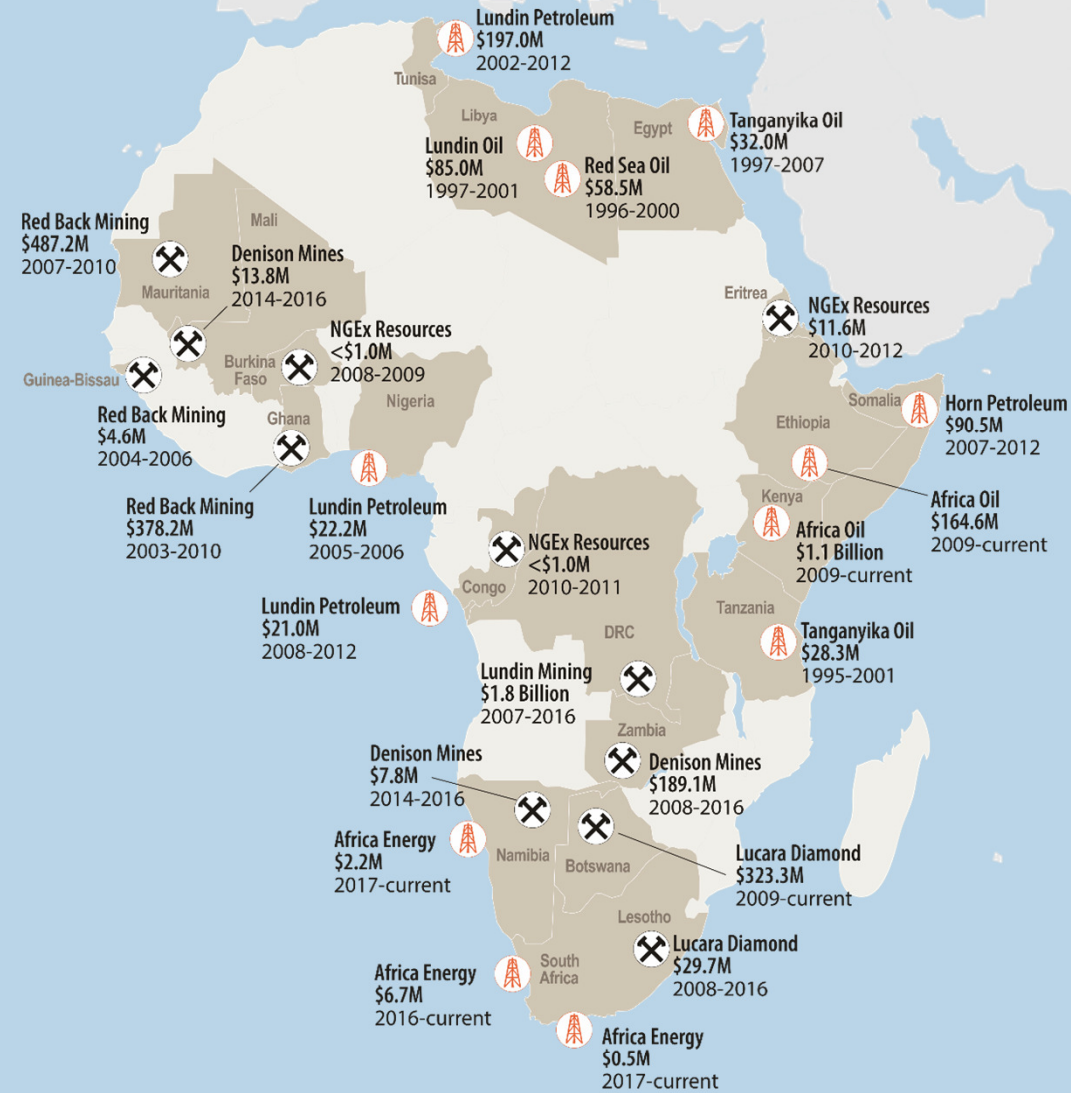 Lundin Petroleum
$197.0M
2002-2012
Tunisa
Libya
Lundin Oil
$85.0M
1997-2001
Egypt
Tanganyika Oil
$32.0M
1997-2007
Red Sea Oil
$58.5M
1996-2000
Red Back Mining
$487.2M
2007-2010
Mali
Mauritania
Denison Mines
$13.8M
2014-2016
Eritrea
NGEx Resources
$11.6M
2010-2012
NGEx Resources
<$1.0M
2008-2009
Burkina
Faso
Guinea-Bissau
Nigeria
Ghana
Red Back Mining
$4.6M
2004-2006
Somalia
Horn Petroleum
$90.5M
2007-2012
Ethiopia
Red Back Mining
$378.2M
2003-2010
Lundin Petroleum
$22.2M
2005-2006
Kenya
Africa Oil
$164.6M
2009-current
Africa Oil
$1.1 Billion
2009-current
NGEx Resources
<$1.0M
2010-2011
Congo
Lundin Petroleum
$21.0M
2008-2012
Tanzania
DRC
Tanganyika Oil
$28.3M
1995-2001
Lundin Mining
$1.8 Billion
2007-2016
Zambia
Denison Mines
$7.8M
2014-2016
Denison Mines
$189.1M
2008-2016
Africa Energy
$2.2M
2017-current
Namibia
Botswana
Lucara Diamond
$323.3M
2009-current
Lesotho
Lucara Diamond
$29.7M
2008-2016
South
Africa
Africa Energy
$6.7M
2016-current
Africa Energy
$0.5M
2017-current